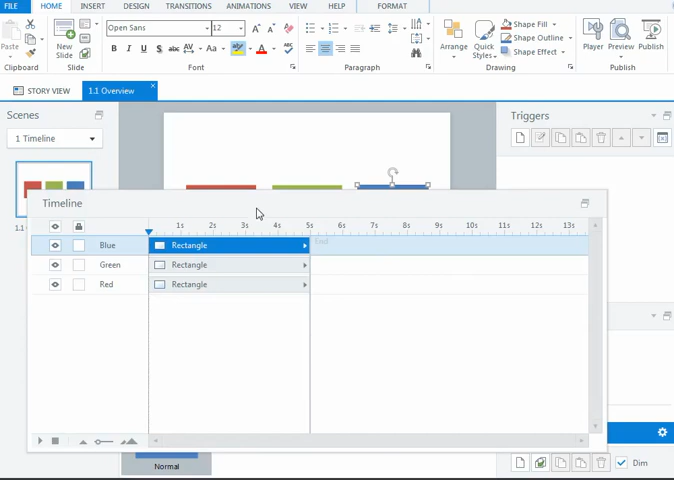 FILE HOME INSERT DESIGN TRANSITIONS ANIMATIONS VIEW HELP FORMAT
Open Sans 12
Paste
New Slide
B I U S abc AV Aa A
Arrange Quick Styles
Shape Fill
Shape Outline
Shape Effect
Player Preview Publish
Clipboard Slide Font Paragraph Drawing Publish
STORY VIEW 1.1 Overview
Scenes
1 Timeline
Triggers
Timeline
1s 2s 3s 4s 5s 6s 7s 8s 9s 10s 11s 12s 13s
Blue Rectangle End
Green Rectangle
Red Rectangle
Normal
Dim